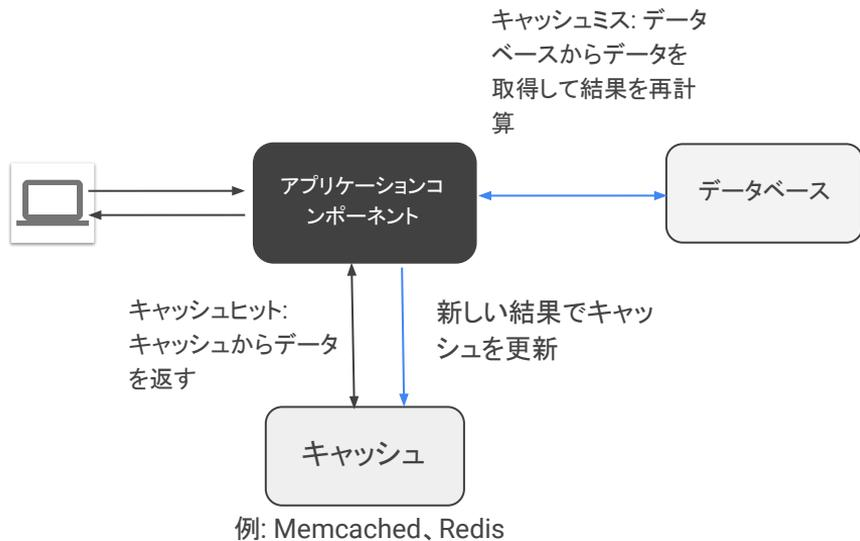 キャッシュミス: データ
ベースからデータを
取得して結果を再計
算
アプリケーションコ
ンポーネント
データベース
キャッシュヒット:
キャッシュからデータ
を返す
新しい結果でキャッ
シュを更新
キャッシュ
例: Memcached、Redis